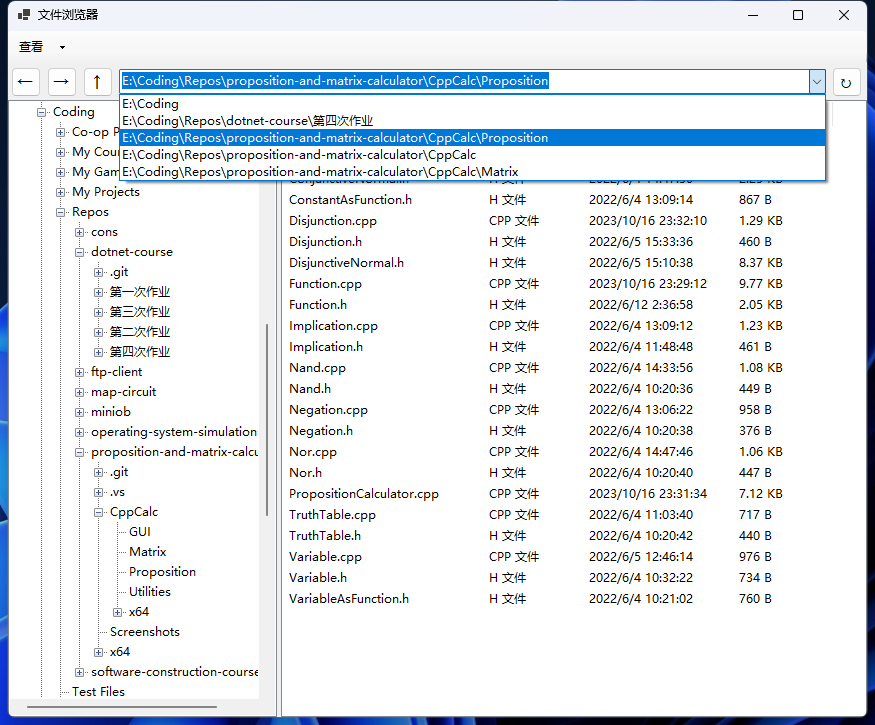 文件浏览器
查看
E:\Coding\Repos\proposition-and-matrix-calculator\CppCalc\Proposition
E:\Coding
E:\Coding\Repos\dotnet-course\第四次作业
E:\Coding\Repos\proposition-and-matrix-calculator\CppCalc\Proposition
E:\Coding\Repos\proposition-and-matrix-calculator\CppCalc
E:\Coding\Repos\proposition-and-matrix-calculator\CppCalc\Matrix
Coding
Co-op P
My Cou
My Gam
My Projects
Repos
cons
dotnet-course
.git
第一次作业
第三次作业
第二次作业
第四次作业
ftp-client
map-circuit
miniob
operating-system-simulation
proposition-and-matrix-calcu
.git
.vs
CppCalc
GUI
Matrix
Proposition
Utilities
x64
Screenshots
x64
software-construction-course
Test Files
ConstantAsFunction.h H 文件 2022/6/4 13:09:14 867 B
Disjunction.cpp CPP 文件 2023/10/16 23:32:10 1.29 KB
Disjunction.h H 文件 2022/6/5 15:33:36 460 B
DisjunctiveNormal.h H 文件 2022/6/5 15:10:38 8.37 KB
Function.cpp CPP 文件 2023/10/16 23:29:12 9.77 KB
Function.h H 文件 2022/6/12 2:36:58 2.05 KB
Implication.cpp CPP 文件 2022/6/4 13:09:12 1.23 KB
Implication.h H 文件 2022/6/4 11:48:48 461 B
Nand.cpp CPP 文件 2022/6/4 14:33:56 1.08 KB
Nand.h H 文件 2022/6/4 10:20:36 449 B
Negation.cpp CPP 文件 2022/6/4 13:06:22 958 B
Negation.h H 文件 2022/6/4 10:20:38 376 B
Nor.cpp CPP 文件 2022/6/4 14:47:46 1.06 KB
Nor.h H 文件 2022/6/4 10:20:40 447 B
PropositionCalculator.cpp CPP 文件 2023/10/16 23:31:34 7.12 KB
TruthTable.cpp CPP 文件 2022/6/4 11:03:40 717 B
TruthTable.h H 文件 2022/6/4 10:20:42 440 B
Variable.cpp CPP 文件 2022/6/5 12:46:14 976 B
Variable.h H 文件 2022/6/4 10:32:22 734 B
VariableAsFunction.h H 文件 2022/6/4 10:21:02 760 B